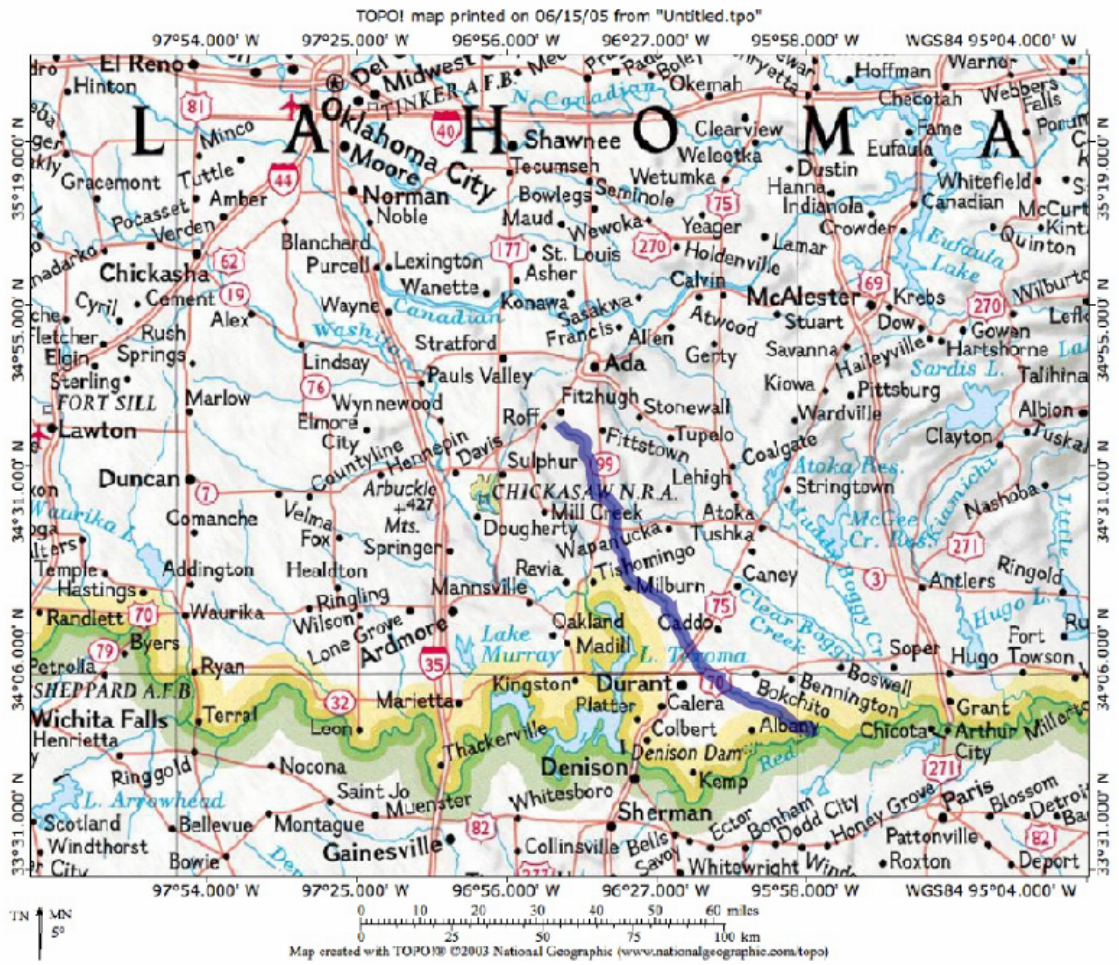 TOPO! map printed on 06/15/05 from "Untitled.tpo"
97°54.000' W 97°25.000' W 96°56.000' W 96°27.000' W 95°58.000' W WGS84 95°04.000' W
El Reno Del Midwest C Okemah Hoffman Warner
Hinton TINKER A.F.B. N. Canadian Checotah Webbers
Falls
81 Minco Oklahoma City 40 Shawnee Clearview Fame
O K L A H O M A
Moore Tecumseh Welootka Eufaula
Gracemont Tuttle 44 Norman Bowlegs Seminole Wetumka Dustin Whitefield
Pocasset Amber Noble Maud 75 Hanna Canadian
Verden Wewoka Yeager Indianola McCurt
Blanchard 177 St. Louis 270 Holdenville Lamar Crowder Eufaula Lake Quinton
Chickasha 62 Purcell Lexington Asher Calvin 69
Cyril Cement 19 Wanette Konawa Sasakwa McAlester Krebs 270 Wilburto
Alex Wayne Canadian Francis Allen Atwood Stuart Dow Gowen
fletcher Rush Springs Washita Stratford Gerty Savanna Haileyville Hartshorne
Elgin Lindsay Pauls Valley Ada Kiowa Pittsburg Sardis L. Talihina
Sterling 76 Wynnewood Fitzhugh Stonewall Wardville Albion
FORT SILL Marlow Elmore City Roff Fittstown Tupelo Coalgate Clayton Tuska
Lawton Countyline Hennepin Davis Sulphur 99 Lehigh Atoka Res.
Duncan 7 Arbuckle Mts. +427 CHICKASAW N.R.A. Stringtown Nashoba
Waurika L. Comanche Velma Mill Creek Atoka McGee Cr. Res. Kiamichi Little
Fox Dougherty Wapanucka Tushka Muddy Boggy Cr. 271
Temple Addington Springer Ravia Tishomingo Caney 3 Ringold
Hastings Healdton Mannsville Milburn 75 Antlers
Randlett 70 Waurika Ringling Wilson Oakland Caddo Clear Boggy Creek Hugo L.
79 Byers Lone Grove Ardmore Lake Murray Madill L. Texoma Soper Fort
Petrolia Ryan 35 Kingston Durant 70 Boswell Hugo Towson
SHEPPARD A.F.B. 32 Marietta Platter Calera Bokchito Bennington Grant
Wichita Falls Terral Leon Thackerville Colbert Albany Chicota Arthur City Millerto
Henrietta Denison Dam Red
Ringgold Nocona Denison Kemp 271
L. Arrowhead Saint Jo Muenster Whitesboro Sherman Paris Blossom
Scotland Bellevue Montague 82 Ector Bonham Dodd City Honey Grove Pattonville 82
Windthorst Gainesville Collinsville Bells
City Bowie Savoy Whitewright Roxton Deport
35°19.000' N
34°55.000' N
34°31.000' N
34°06.000' N
33°31.000' N
35°19.000' N
34°55.000' N
34°31.000' N
34°06.000' N
33°31.000' N
97°54.000' W 97°25.000' W 96°56.000' W 96°27.000' W 95°58.000' W WGS84 95°04.000' W
TN MN
5°
0 10 20 30 40 50 60 miles
0 25 50 75 100 km
Map created with TOPO!® ©2003 National Geographic (www.nationalgeographic.com/topo)